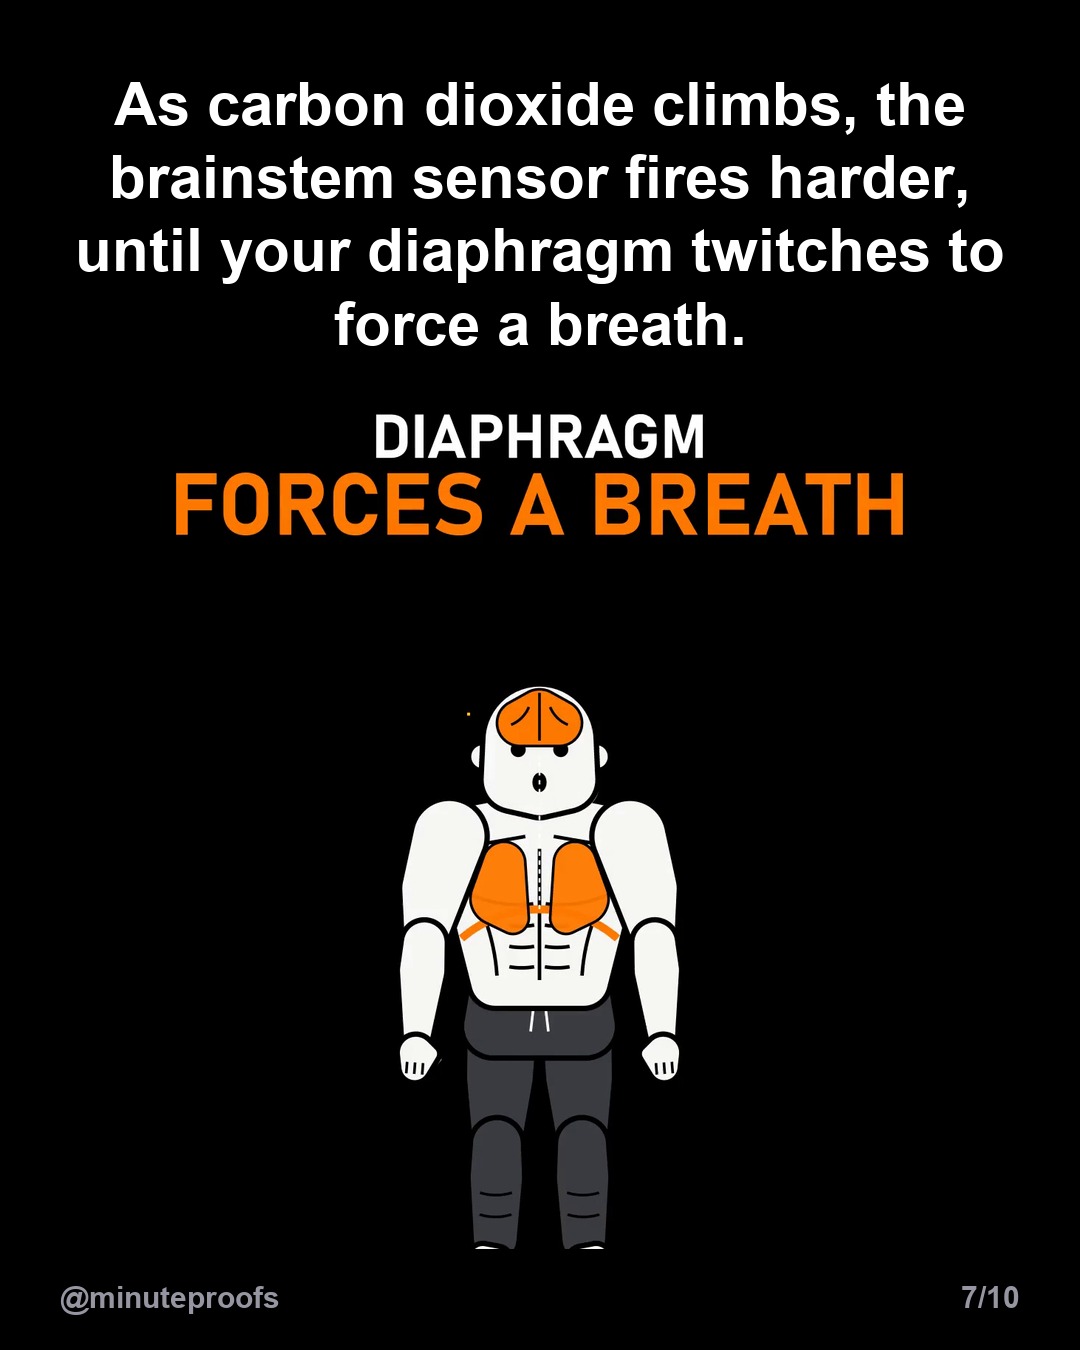 As carbon dioxide climbs, the
brainstem sensor fires harder,
until your diaphragm twitches to
force a breath.
DIAPHRAGM
FORCES A BREATH
@minuteproofs
7/10